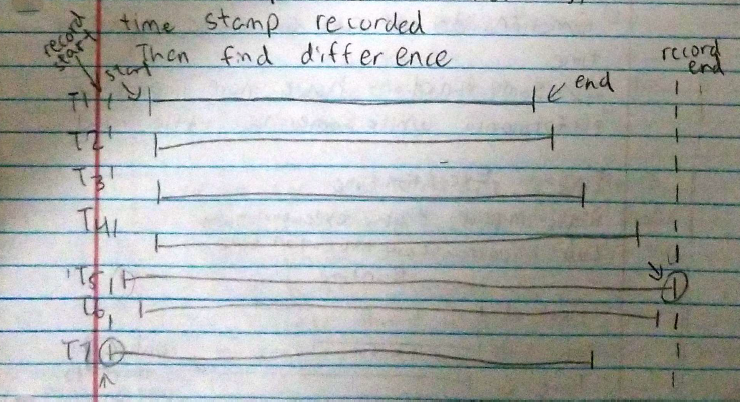 time stamp recorded
Then find difference
record start
record end
start
end
T1
T2
T3
T4
T5
T6
T7